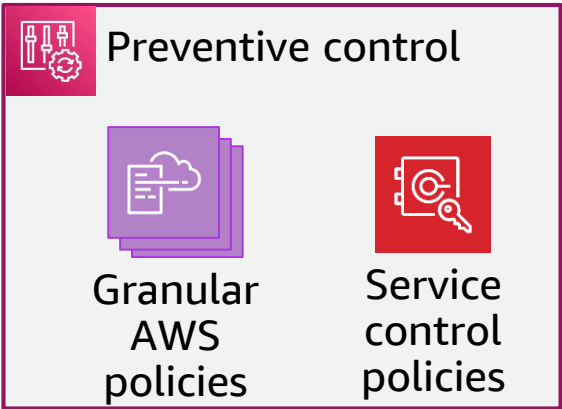 Preventive control
Granular
AWS
policies
Service
control
policies